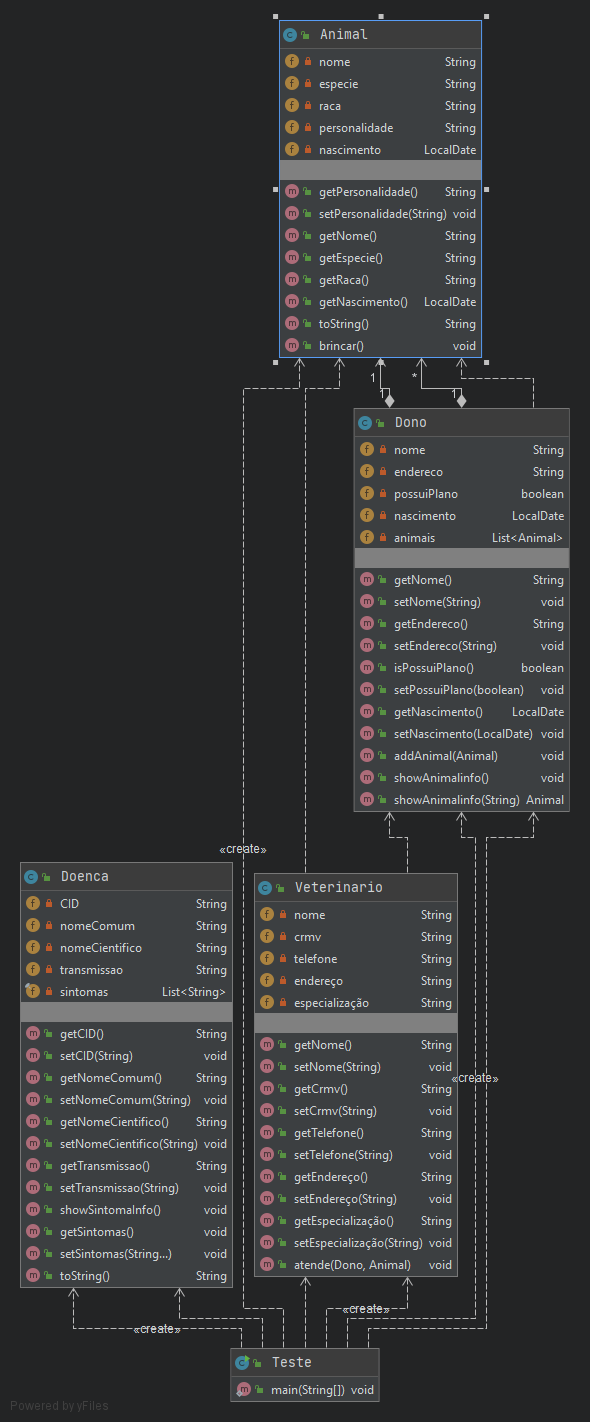 Animal
nome String
especie String
raca String
personalidade String
nascimento LocalDate
getPersonalidade() String
setPersonalidade(String) void
getNome() String
getEspecie() String
getRaca() String
getNascimento() LocalDate
toString() String
brincar() void
1 *
1 1
Dono
nome String
endereco String
possuiPlano boolean
nascimento LocalDate
animais List<Animal>
getNome() String
setNome(String) void
getEndereco() String
setEndereco(String) void
isPossuiPlano() boolean
setPossuiPlano(boolean) void
getNascimento() LocalDate
setNascimento(LocalDate) void
addAnimal(Animal) void
showAnimalinfo() void
showAnimalinfo(String) Animal
«create»
Doenca
CID String
nomeComum String
nomeCientifico String
transmissao String
sintomas List<String>
getCID() String
setCID(String) void
getNomeComum() String
setNomeComum(String) void
getNomeCientifico() String
setNomeCientifico(String) void
getTransmissao() String
setTransmissao(String) void
showSintomaInfo() void
getSintomas() void
setSintomas(String...) void
toString() String
Veterinario
nome String
crmv String
telefone String
endereço String
especialização String
getNome() String
setNome(String) void
getCrmv() String
setCrmv(String) void
getTelefone() String
setTelefone(String) void
getEndereço() String
setEndereço(String) void
getEspecialização() String
setEspecialização(String) void
atende(Dono, Animal) void
«create»
«create»
«create»
Teste
main(String[]) void
Powered by yFiles